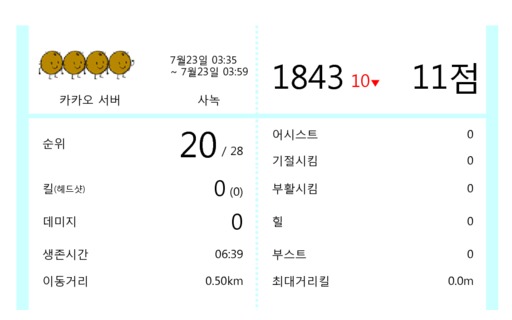 7월23일 03:35
~ 7월23일 03:59
카카오 서버 사녹
1843 10▼ 11점
순위 20 / 28
킬(헤드샷) 0 (0)
데미지 0
생존시간 06:39
이동거리 0.50km
어시스트 0
기절시킴 0
부활시킴 0
힐 0
부스트 0
최대거리킬 0.0m